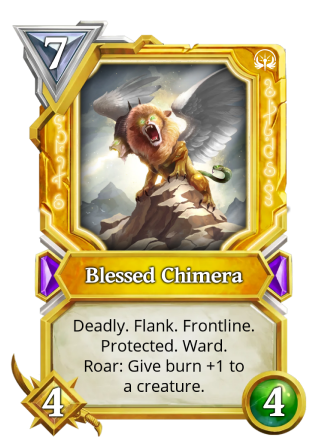 7
Blessed Chimera
Deadly. Flank. Frontline.
Protected. Ward.
Roar: Give burn +1 to
a creature.
4
4